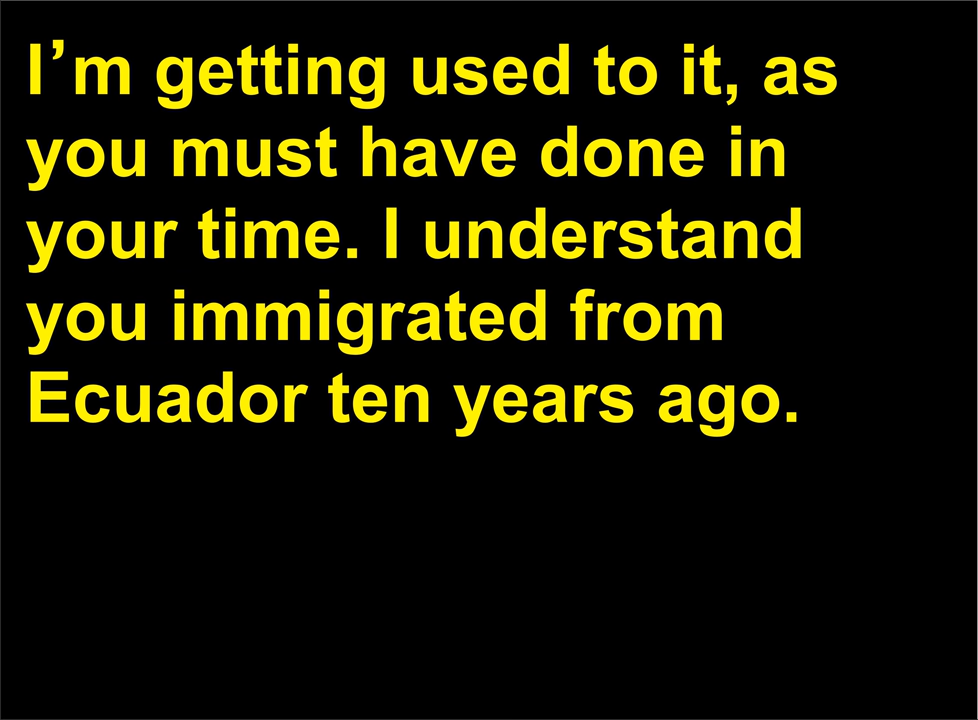 I’m getting used to it, as
you must have done in
your time. I understand
you immigrated from
Ecuador ten years ago.